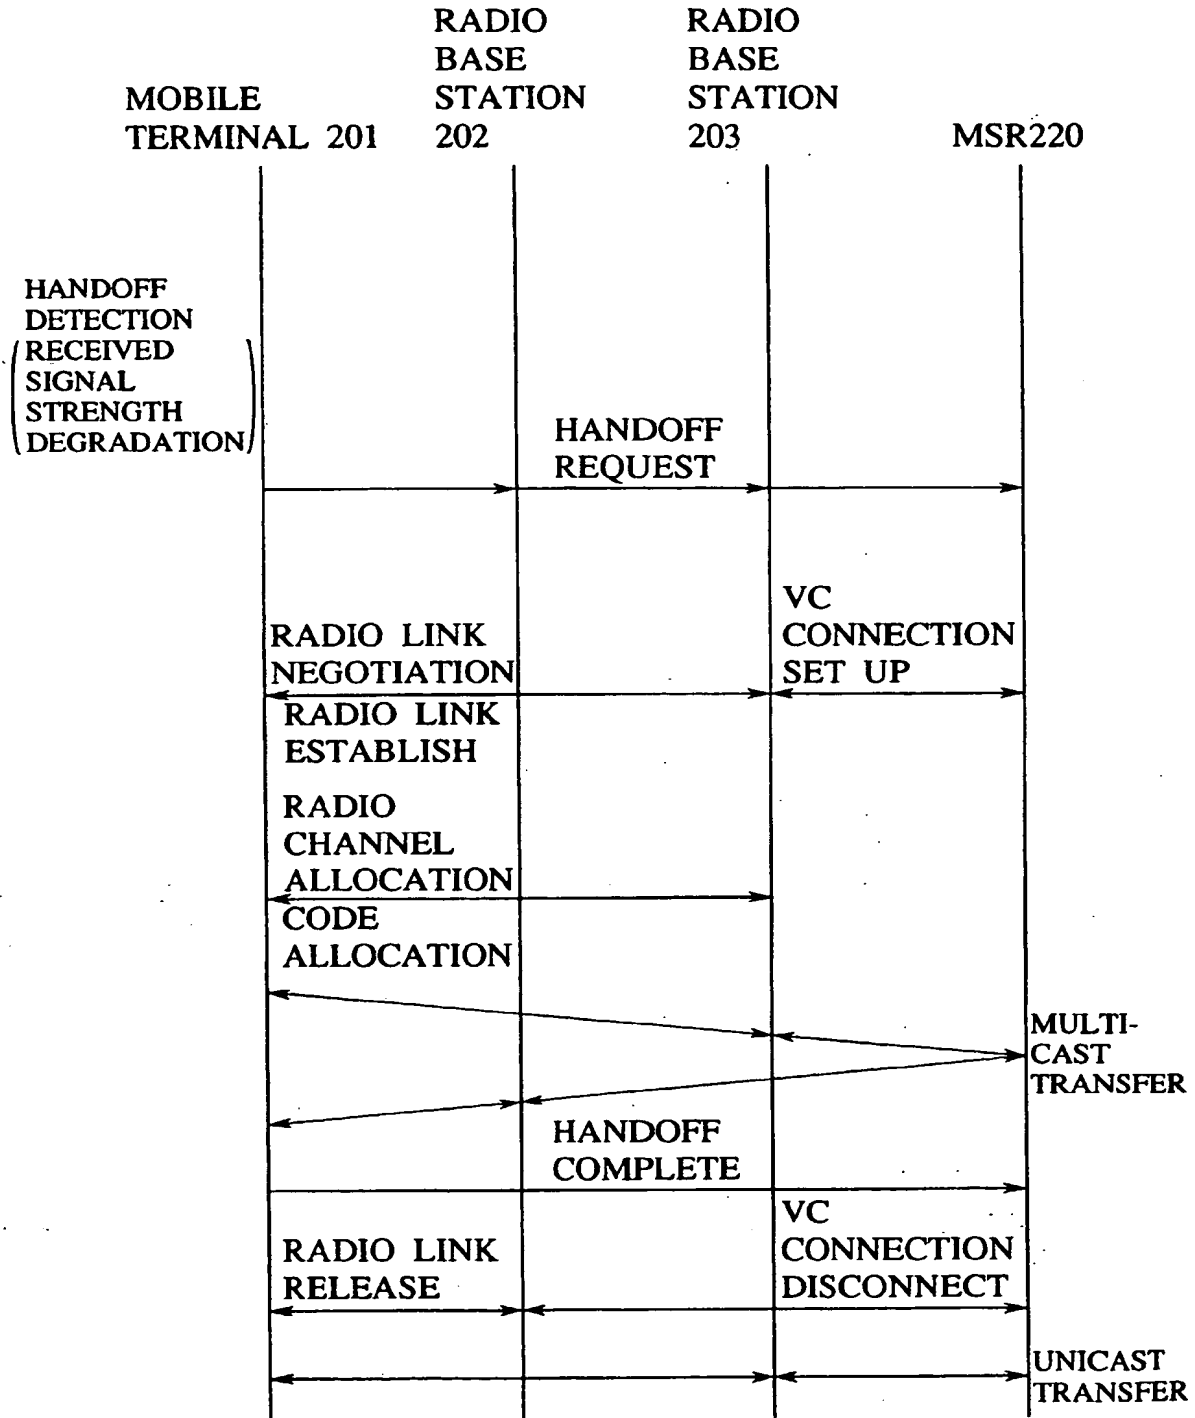 RADIO
BASE
STATION
202
RADIO
BASE
STATION
203
MOBILE
TERMINAL 201
MSR220
HANDOFF
DETECTION
RECEIVED
SIGNAL
STRENGTH
DEGRADATION
HANDOFF
REQUEST
VC
CONNECTION
SET UP
RADIO LINK
NEGOTIATION
RADIO LINK
ESTABLISH
RADIO
CHANNEL
ALLOCATION
CODE
ALLOCATION
MULTI-
CAST
TRANSFER
HANDOFF
COMPLETE
VC
CONNECTION
DISCONNECT
RADIO LINK
RELEASE
UNICAST
TRANSFER